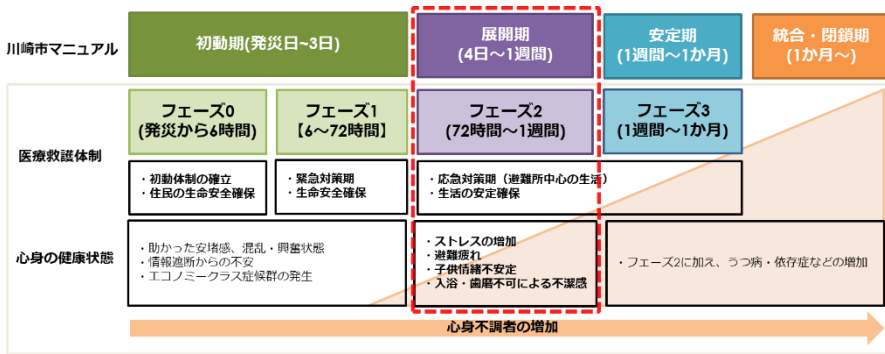 川崎市マニュアル
初動期(発災日~3日)
展開期
(4日～1週間)
安定期
(1週間～1か月)
統合・閉鎖期
(1か月～)
医療救護体制
フェーズ0
(発災から6時間)
フェーズ1
【6～72時間】
フェーズ2
(72時間～1週間)
フェーズ3
(1週間～1か月)
・初動体制の確立
・住民の生命安全確保
・緊急対策期
・生命安全確保
・応急対策期（避難所中心の生活）
・生活の安定確保
心身の健康状態
・助かった安堵感、混乱・興奮状態
・情報遮断からの不安
・エコノミークラス症候群の発生
・ストレスの増加
・避難疲れ
・子供情緒不安定
・入浴・歯磨不可による不潔感
・フェーズ2に加え、うつ病・依存症などの増加
心身不調者の増加